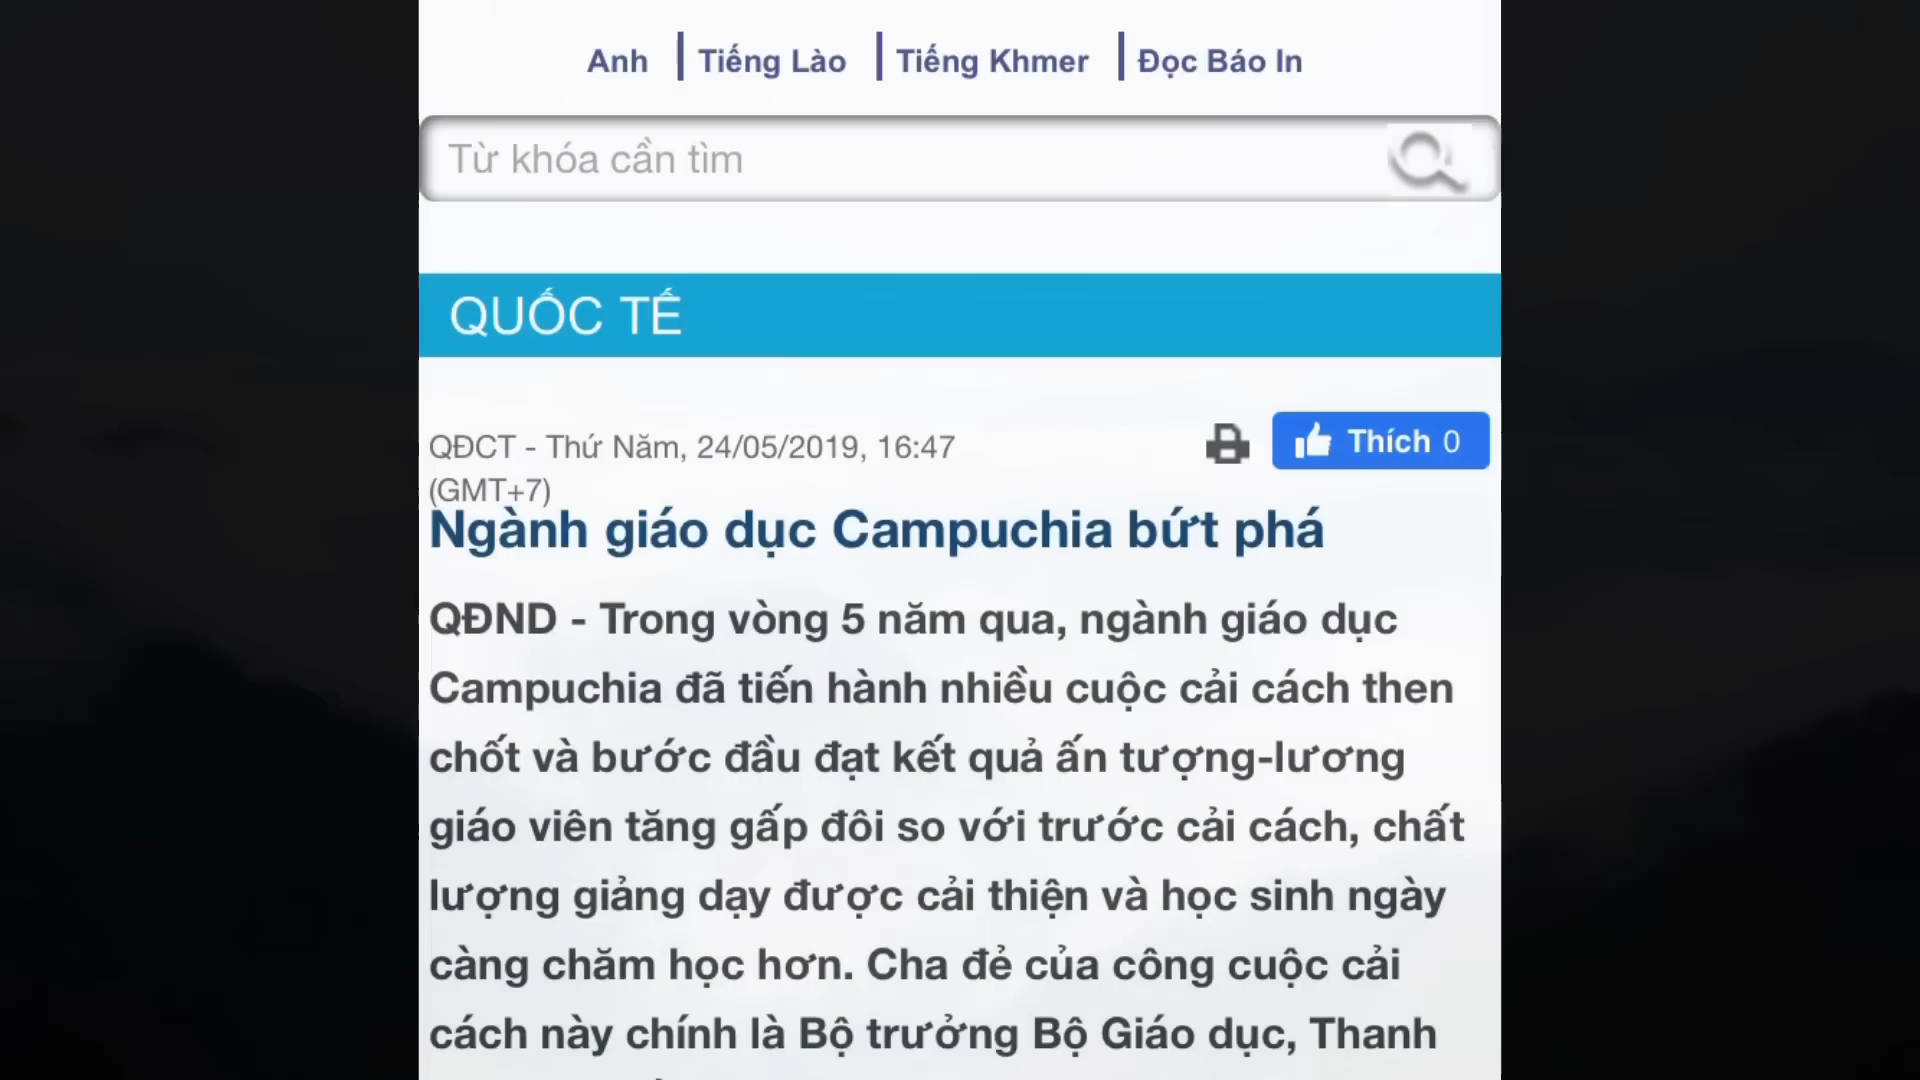 Anh | Tiếng Lào | Tiếng Khmer | Đọc Báo In
Từ khóa cần tìm
QUỐC TẾ
QĐCT - Thứ Năm, 24/05/2019, 16:47
(GMT+7)
Thích 0
Ngành giáo dục Campuchia bứt phá
QĐND - Trong vòng 5 năm qua, ngành giáo dục
Campuchia đã tiến hành nhiều cuộc cải cách then
chốt và bước đầu đạt kết quả ấn tượng-lương
giáo viên tăng gấp đôi so với trước cải cách, chất
lượng giảng dạy được cải thiện và học sinh ngày
càng chăm học hơn. Cha đẻ của công cuộc cải
cách này chính là Bộ trưởng Bộ Giáo dục, Thanh